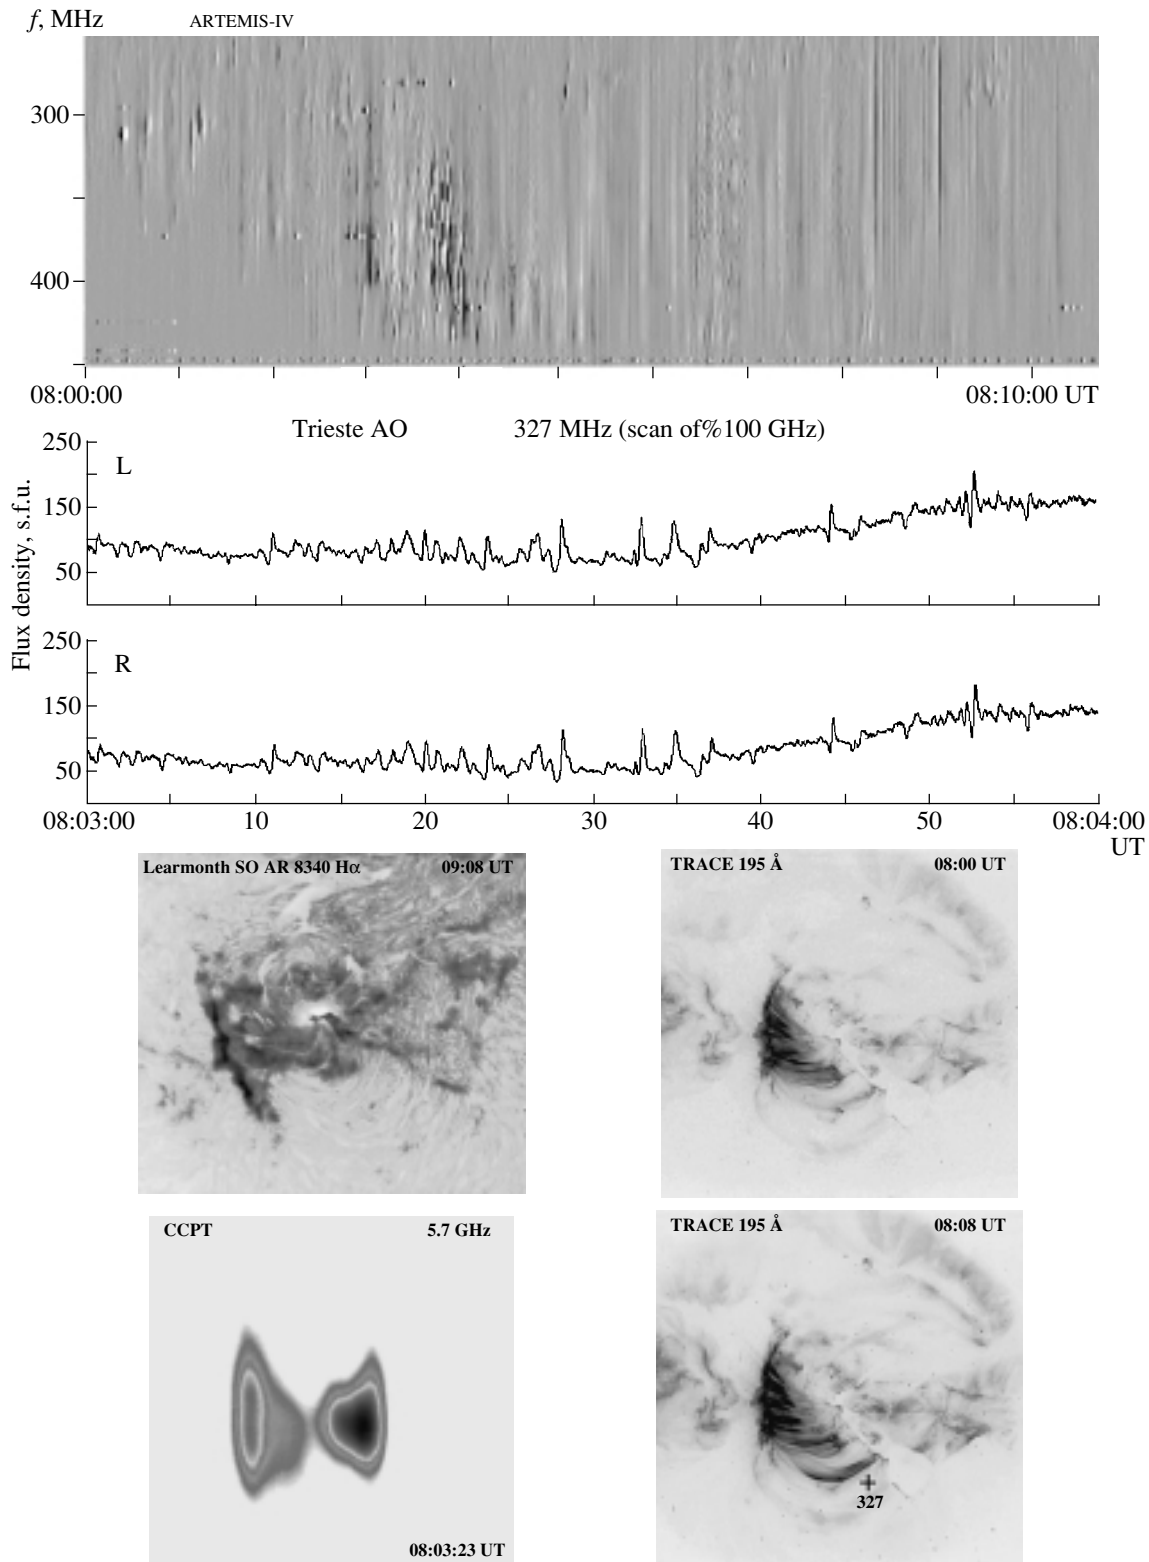 f, MHz ARTEMIS-IV
300
400
08:00:00 08:10:00 UT
Trieste AO 327 MHz (scan of%100 GHz)
Flux density, s.f.u.
250
L
150
50
250
R
150
50
08:03:00 10 20 30 40 50 08:04:00
UT
Learmonth SO AR 8340 Hα 09:08 UT
TRACE 195 Å 08:00 UT
CCPT 5.7 GHz
08:03:23 UT
TRACE 195 Å 08:08 UT
327